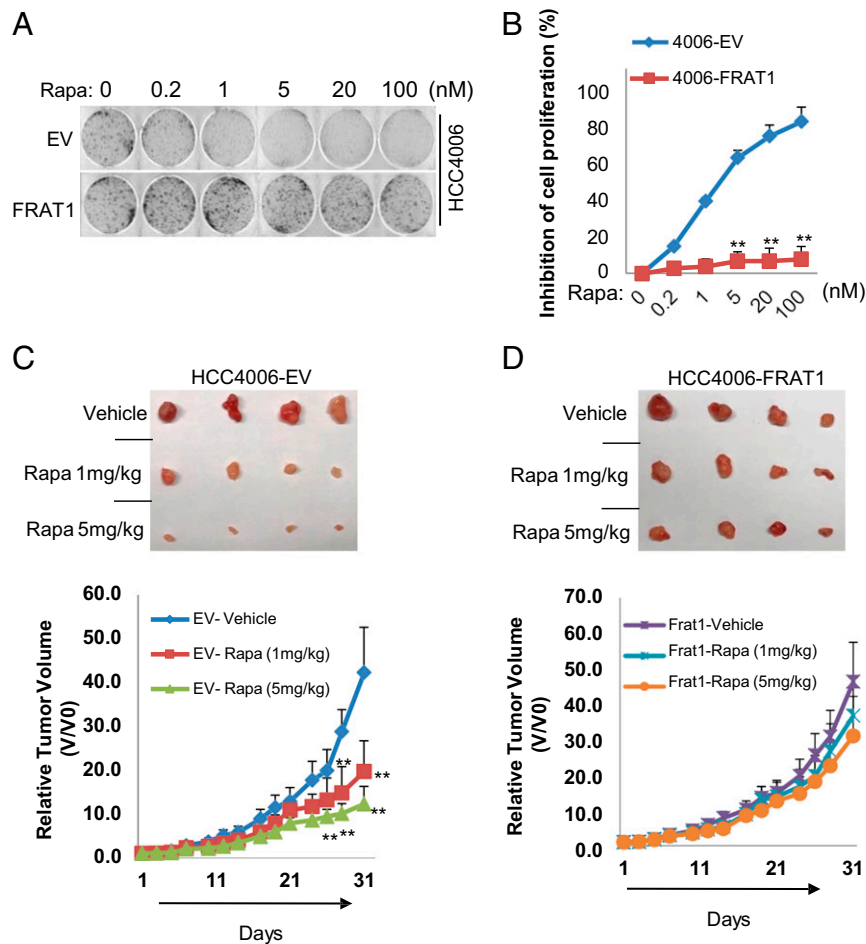 A
Rapa: 0 0.2 1 5 20 100 (nM)
EV
FRAT1
HCC4006
B
4006-EV
4006-FRAT1
Inhibition of cell proliferation (%)
100
80
60
40
20
0
** ** **
Rapa: 0 0.2 1 5 20 100 (nM)
C
HCC4006-EV
Vehicle
Rapa 1mg/kg
Rapa 5mg/kg
Relative Tumor Volume
(V/V0)
60.0
50.0
40.0
30.0
20.0
10.0
0.0
EV- Vehicle
EV- Rapa (1mg/kg)
EV- Rapa (5mg/kg)
**
**
**
** **
1 11 21 31
Days
D
HCC4006-FRAT1
Vehicle
Rapa 1mg/kg
Rapa 5mg/kg
Relative Tumor Volume
(V/V0)
70.0
60.0
50.0
40.0
30.0
20.0
10.0
0.0
Frat1-Vehicle
Frat1-Rapa (1mg/kg)
Frat1-Rapa (5mg/kg)
1 11 21 31
Days